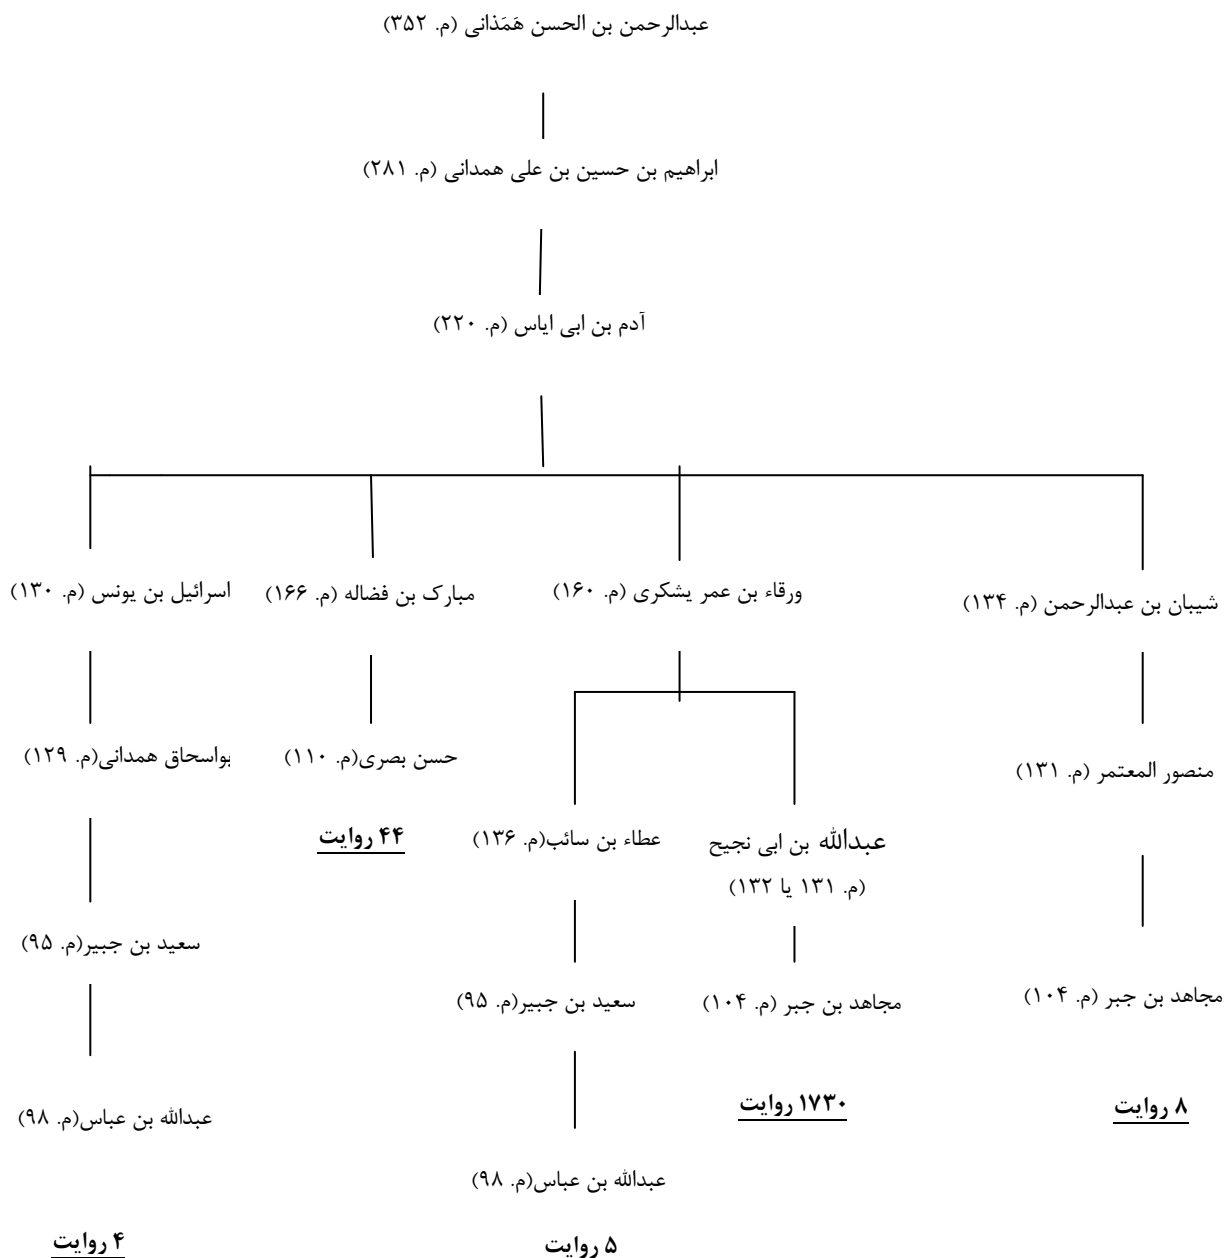 عبدالرحمن بن الحسن هَمَذانی (م. ۳۵۲)
ابراهیم بن حسین بن علی همدانی (م. ۲۸۱)
آدم بن ابی ایاس (م. ۲۲۰)
شیبان بن عبدالرحمن (م. ۱۳۴)
ورقاء بن عمر یشکری (م. ۱۶۰)
مبارک بن فضاله (م. ۱۶۶)
اسرائیل بن یونس (م. ۱۳۰)
منصور المعتمر (م. ۱۳۱)
حسن بصری(م. ۱۱۰)
بواسحاق همدانی(م. ۱۲۹)
عبدالله بن ابی نجیح
(م. ۱۳۱ یا ۱۳۲)
عطاء بن سائب(م. ۱۳۶)
۴۴ روایت
سعید بن جبیر(م. ۹۵)
مجاهد بن جبر (م. ۱۰۴)
مجاهد بن جبر (م. ۱۰۴)
سعید بن جبیر(م. ۹۵)
۸ روایت
۱۷۳۰ روایت
عبدالله بن عباس(م. ۹۸)
عبدالله بن عباس(م. ۹۸)
۵ روایت
۴ روایت